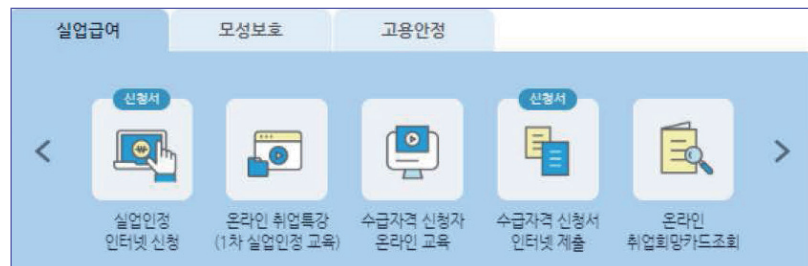 실업급여
모성보호
고용안정
신청서
신청서
실업인정
인터넷 신청
온라인 취업특강
(1차 실업인정 교육)
수급자격 신청자
온라인 교육
수급자격 신청서
인터넷 제출
온라인
취업희망카드조회